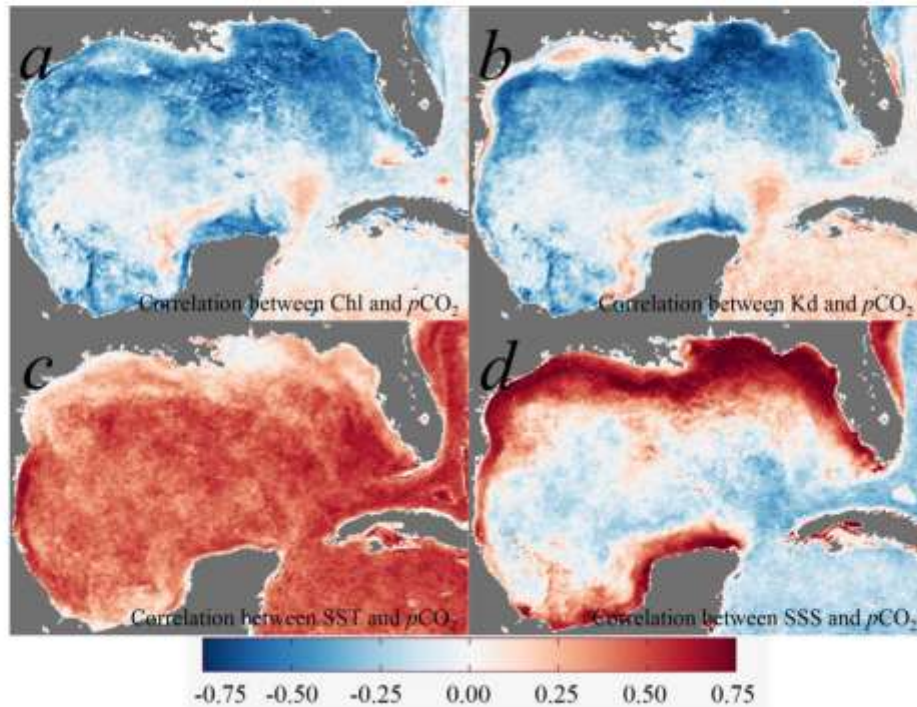 a
b
Correlation between Chl and pCO₂
Correlation between Kd and pCO₂
c
d
Correlation between SST and pCO₂
Correlation between SSS and pCO₂
-0.75 -0.50 -0.25 0.00 0.25 0.50 0.75